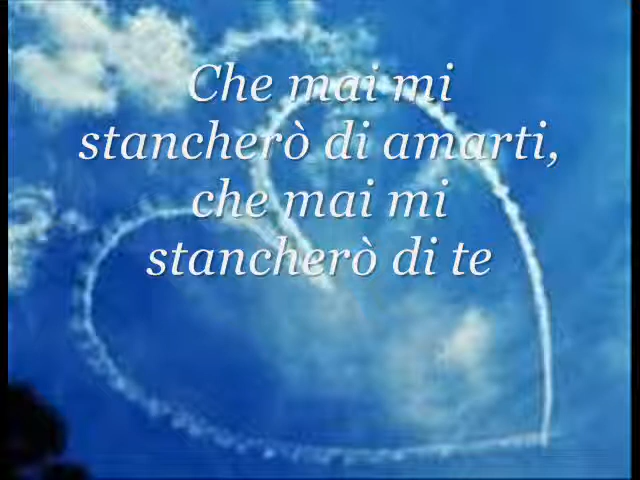 Che mai mi
stancherò di amarti,
che mai mi
stancherò di te